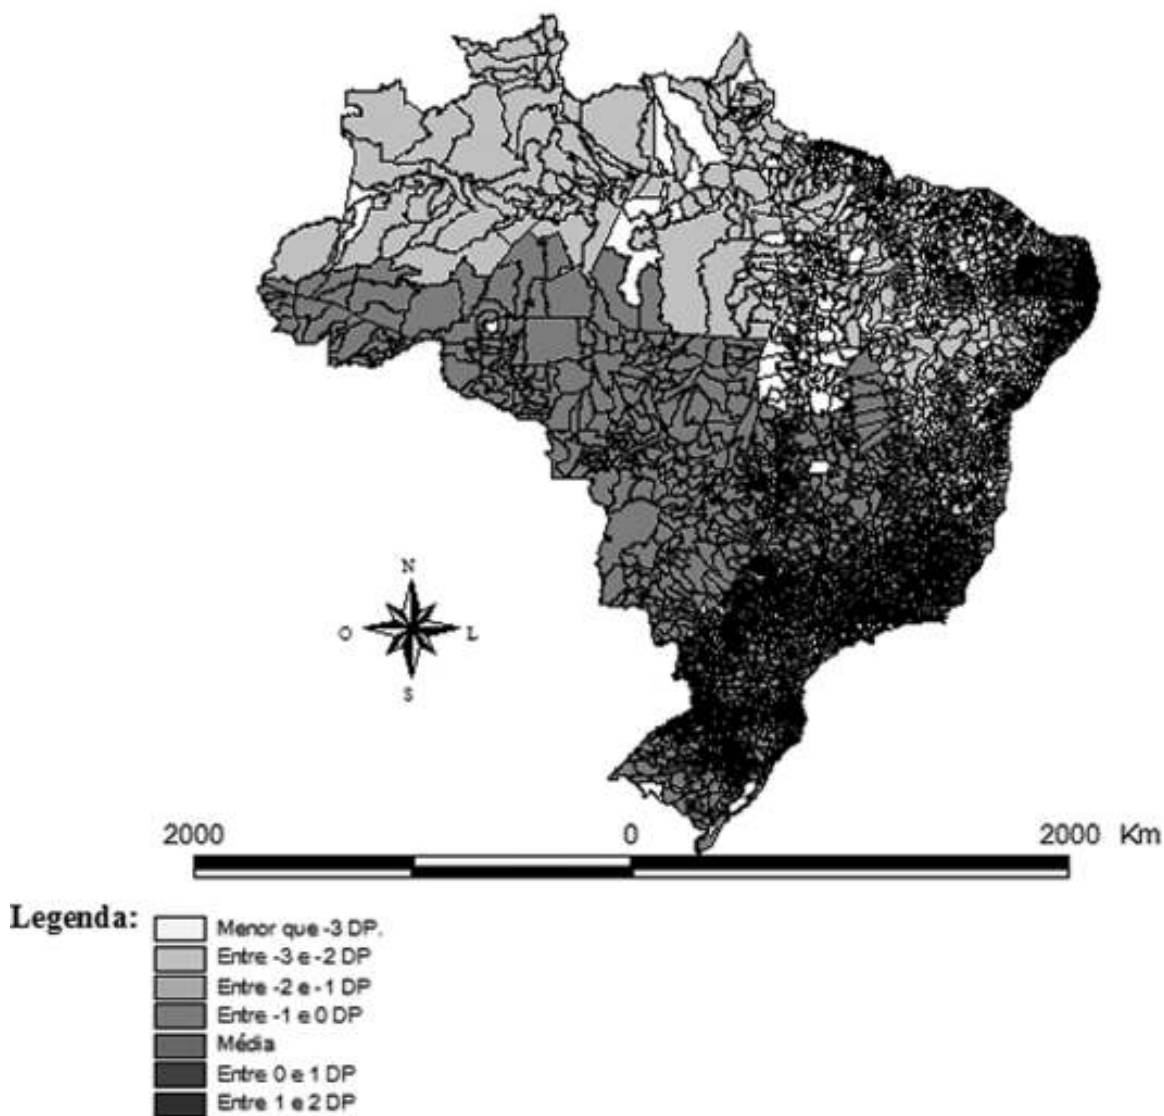 N
O L
S
2000 0 2000 Km
Legenda:
Menor que -3 DP.
Entre -3 e -2 DP
Entre -2 e -1 DP
Entre -1 e 0 DP
Média
Entre 0 e 1 DP
Entre 1 e 2 DP